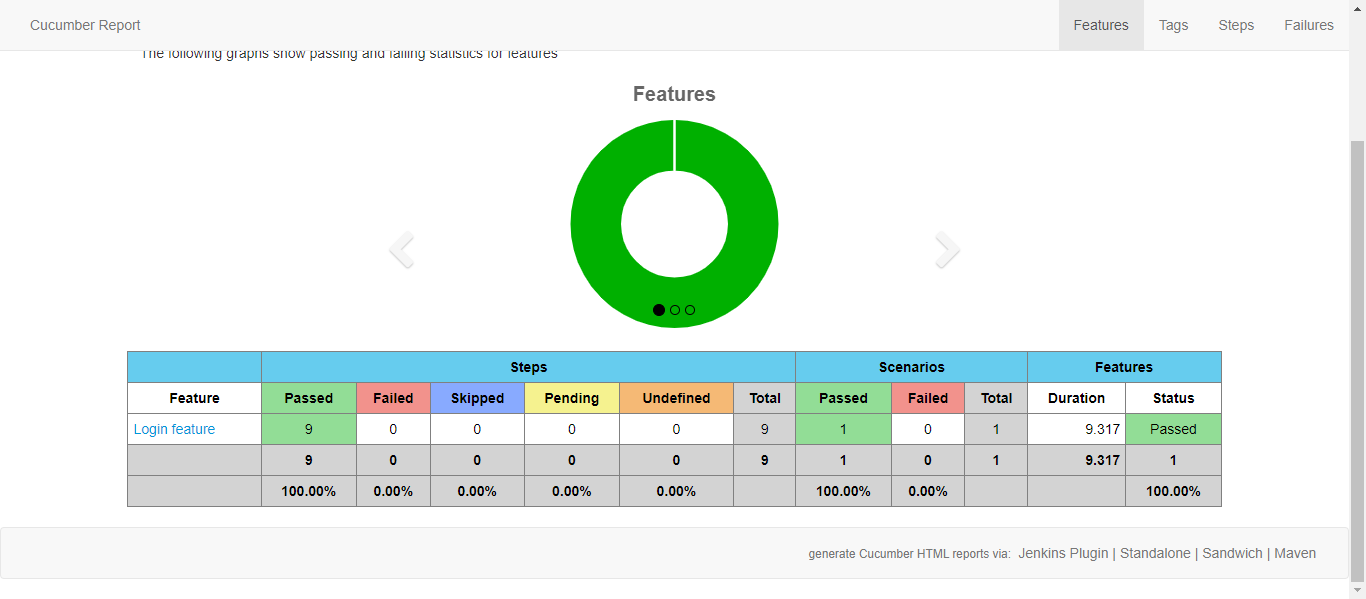 Cucumber Report Features Tags Steps Failures
The following graphs show passing and failing statistics for features
Features
Steps Scenarios Features
Feature Passed Failed Skipped Pending Undefined Total Passed Failed Total Duration Status
Login feature 9 0 0 0 0 9 1 0 1 9.317 Passed
9 0 0 0 0 9 1 0 1 9.317 1
100.00% 0.00% 0.00% 0.00% 0.00% 100.00% 0.00% 100.00%
generate Cucumber HTML reports via: Jenkins Plugin | Standalone | Sandwich | Maven